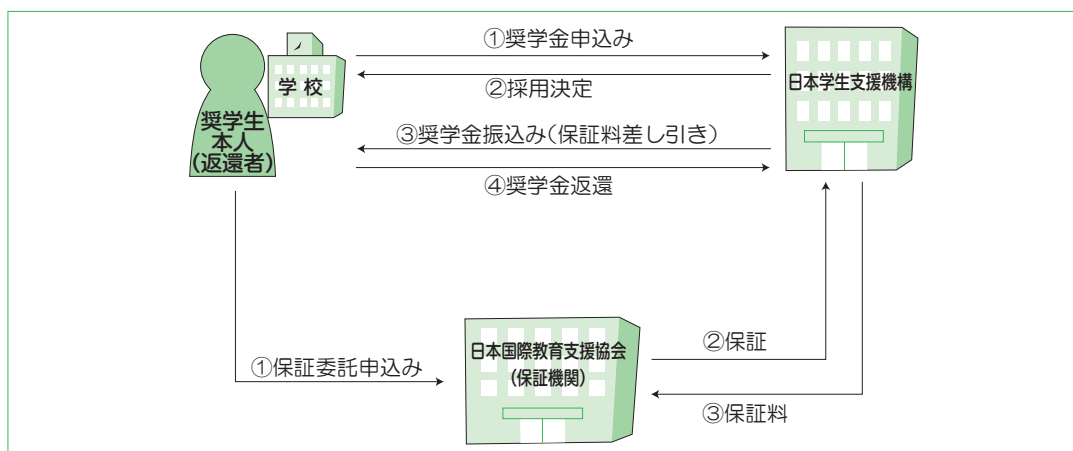 ①奨学金申込み
学 校
日本学生支援機構
②採用決定
奨学生
本人
(返還者)
③奨学金振込み(保証料差し引き)
④奨学金返還
日本国際教育支援協会
(保証機関)
②保証
①保証委託申込み
③保証料